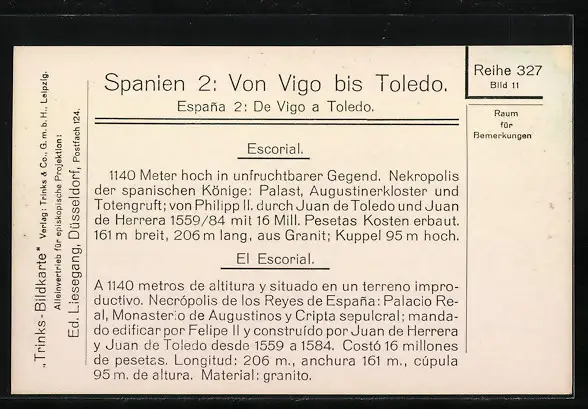 Spanien 2: Von Vigo bis Toledo.
España 2: De Vigo a Toledo.
Reihe 327
Bild 11
Raum
für
Bemerkungen
Escorial.
1140 Meter hoch in unfruchtbarer Gegend. Nekropolis
der spanischen Könige: Palast, Augustinerkloster und
Totengruft; von Philipp II. durch Juan de Toledo und Juan
de Herrera 1559/84 mit 16 Mill. Pesetas Kosten erbaut.
161 m breit, 206 m lang, aus Granit; Kuppel 95 m hoch.
El Escorial.
A 1140 metros de altitura y situado en un terreno impro-
ductivo. Necrópolis de los Reyes de España: Palacio Re-
al, Monasterio de Augustinos y Cripta sepulcral; manda-
do edificar por Felipe II y construído por Juan de Herrera
y Juan de Toledo desde 1559 a 1584. Costó 16 millones
de pesetas. Longitud: 206 m., anchura 161 m., cúpula
95 m. de altura. Material: granito.
„Trinks-Bildkarte“ Verlag: Trinks & Co., G. m. b. H., Leipzig.
Alleinvertrieb für episkopische Projektion:
Ed. Liesegang, Düsseldorf, Postfach 124.